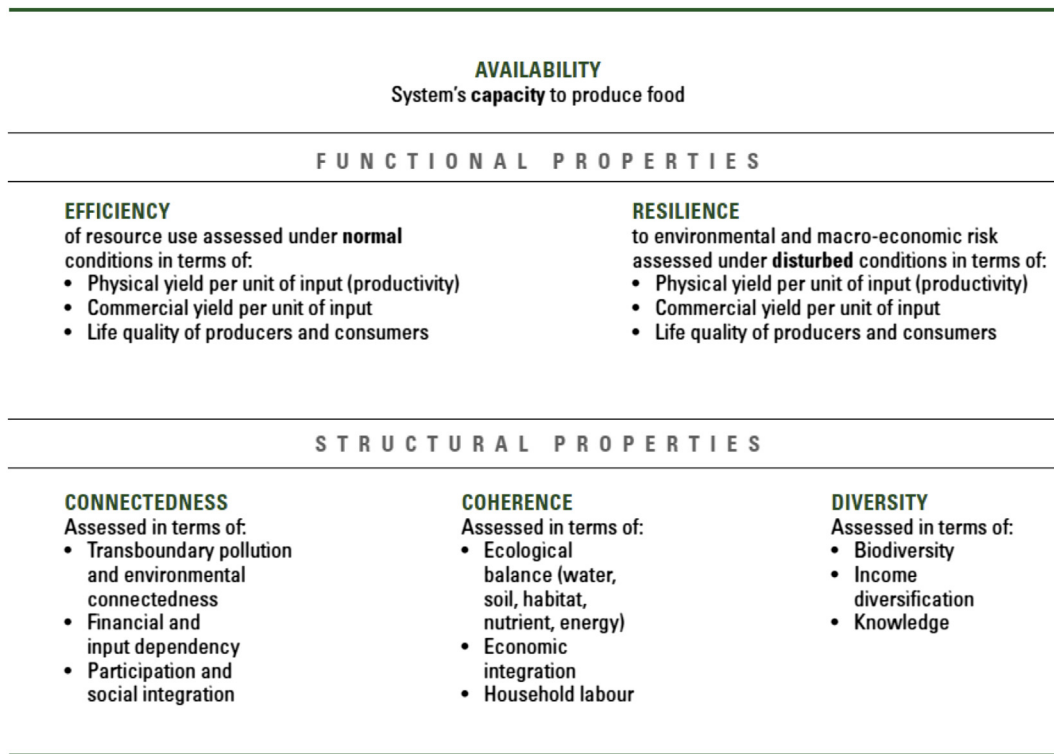 AVAILABILITY
System's capacity to produce food
FUNCTIONAL PROPERTIES
EFFICIENCY
of resource use assessed under normal
conditions in terms of:
• Physical yield per unit of input (productivity)
• Commercial yield per unit of input
• Life quality of producers and consumers
RESILIENCE
to environmental and macro-economic risk
assessed under disturbed conditions in terms of:
• Physical yield per unit of input (productivity)
• Commercial yield per unit of input
• Life quality of producers and consumers
STRUCTURAL PROPERTIES
CONNECTEDNESS
Assessed in terms of:
• Transboundary pollution
and environmental
connectedness
• Financial and
input dependency
• Participation and
social integration
COHERENCE
Assessed in terms of:
• Ecological
balance (water,
soil, habitat,
nutrient, energy)
• Economic
integration
• Household labour
DIVERSITY
Assessed in terms of:
• Biodiversity
• Income
diversification
• Knowledge